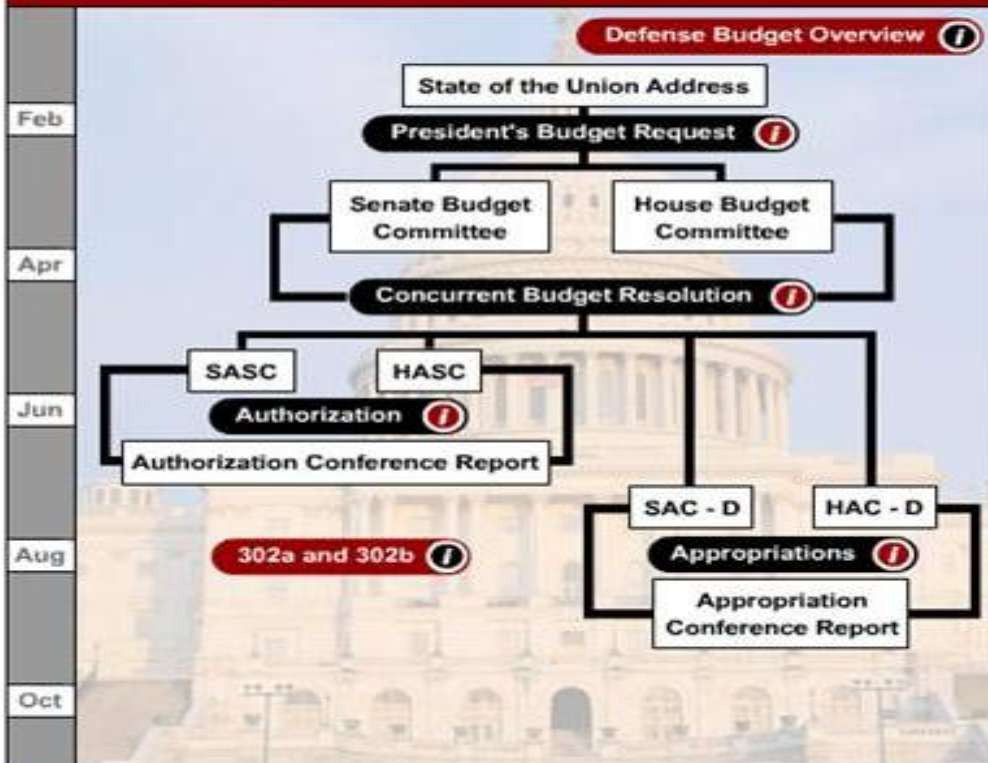 Defense Budget Overview i
State of the Union Address
Feb
President's Budget Request i
Senate Budget
Committee
House Budget
Committee
Apr
Concurrent Budget Resolution i
SASC
HASC
Jun
Authorization i
Authorization Conference Report
SAC - D
HAC - D
Aug
302a and 302b i
Appropriations i
Appropriation
Conference Report
Oct